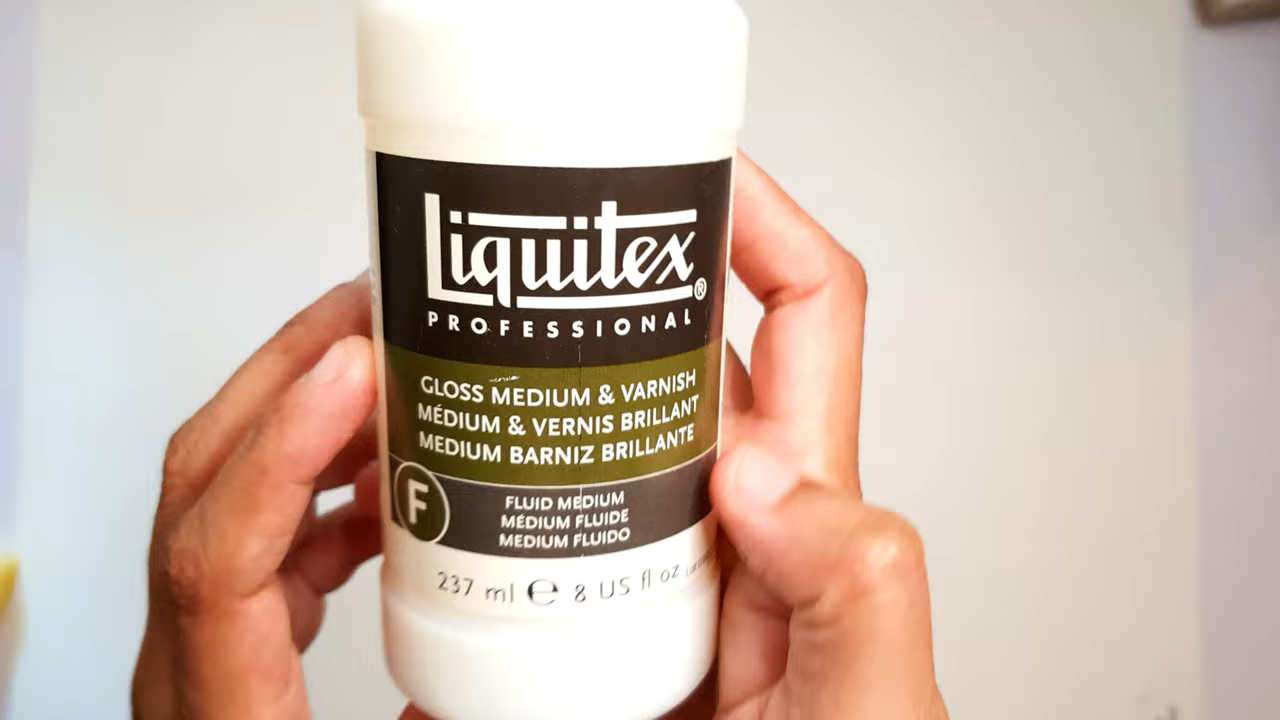 Liquitex®
PROFESSIONAL
GLOSS MEDIUM & VARNISH
MÉDIUM & VERNIS BRILLANT
MEDIUM BARNIZ BRILLANTE
F
FLUID MEDIUM
MÉDIUM FLUIDE
MEDIUM FLUIDO
237 ml ℮ 8 US fl oz